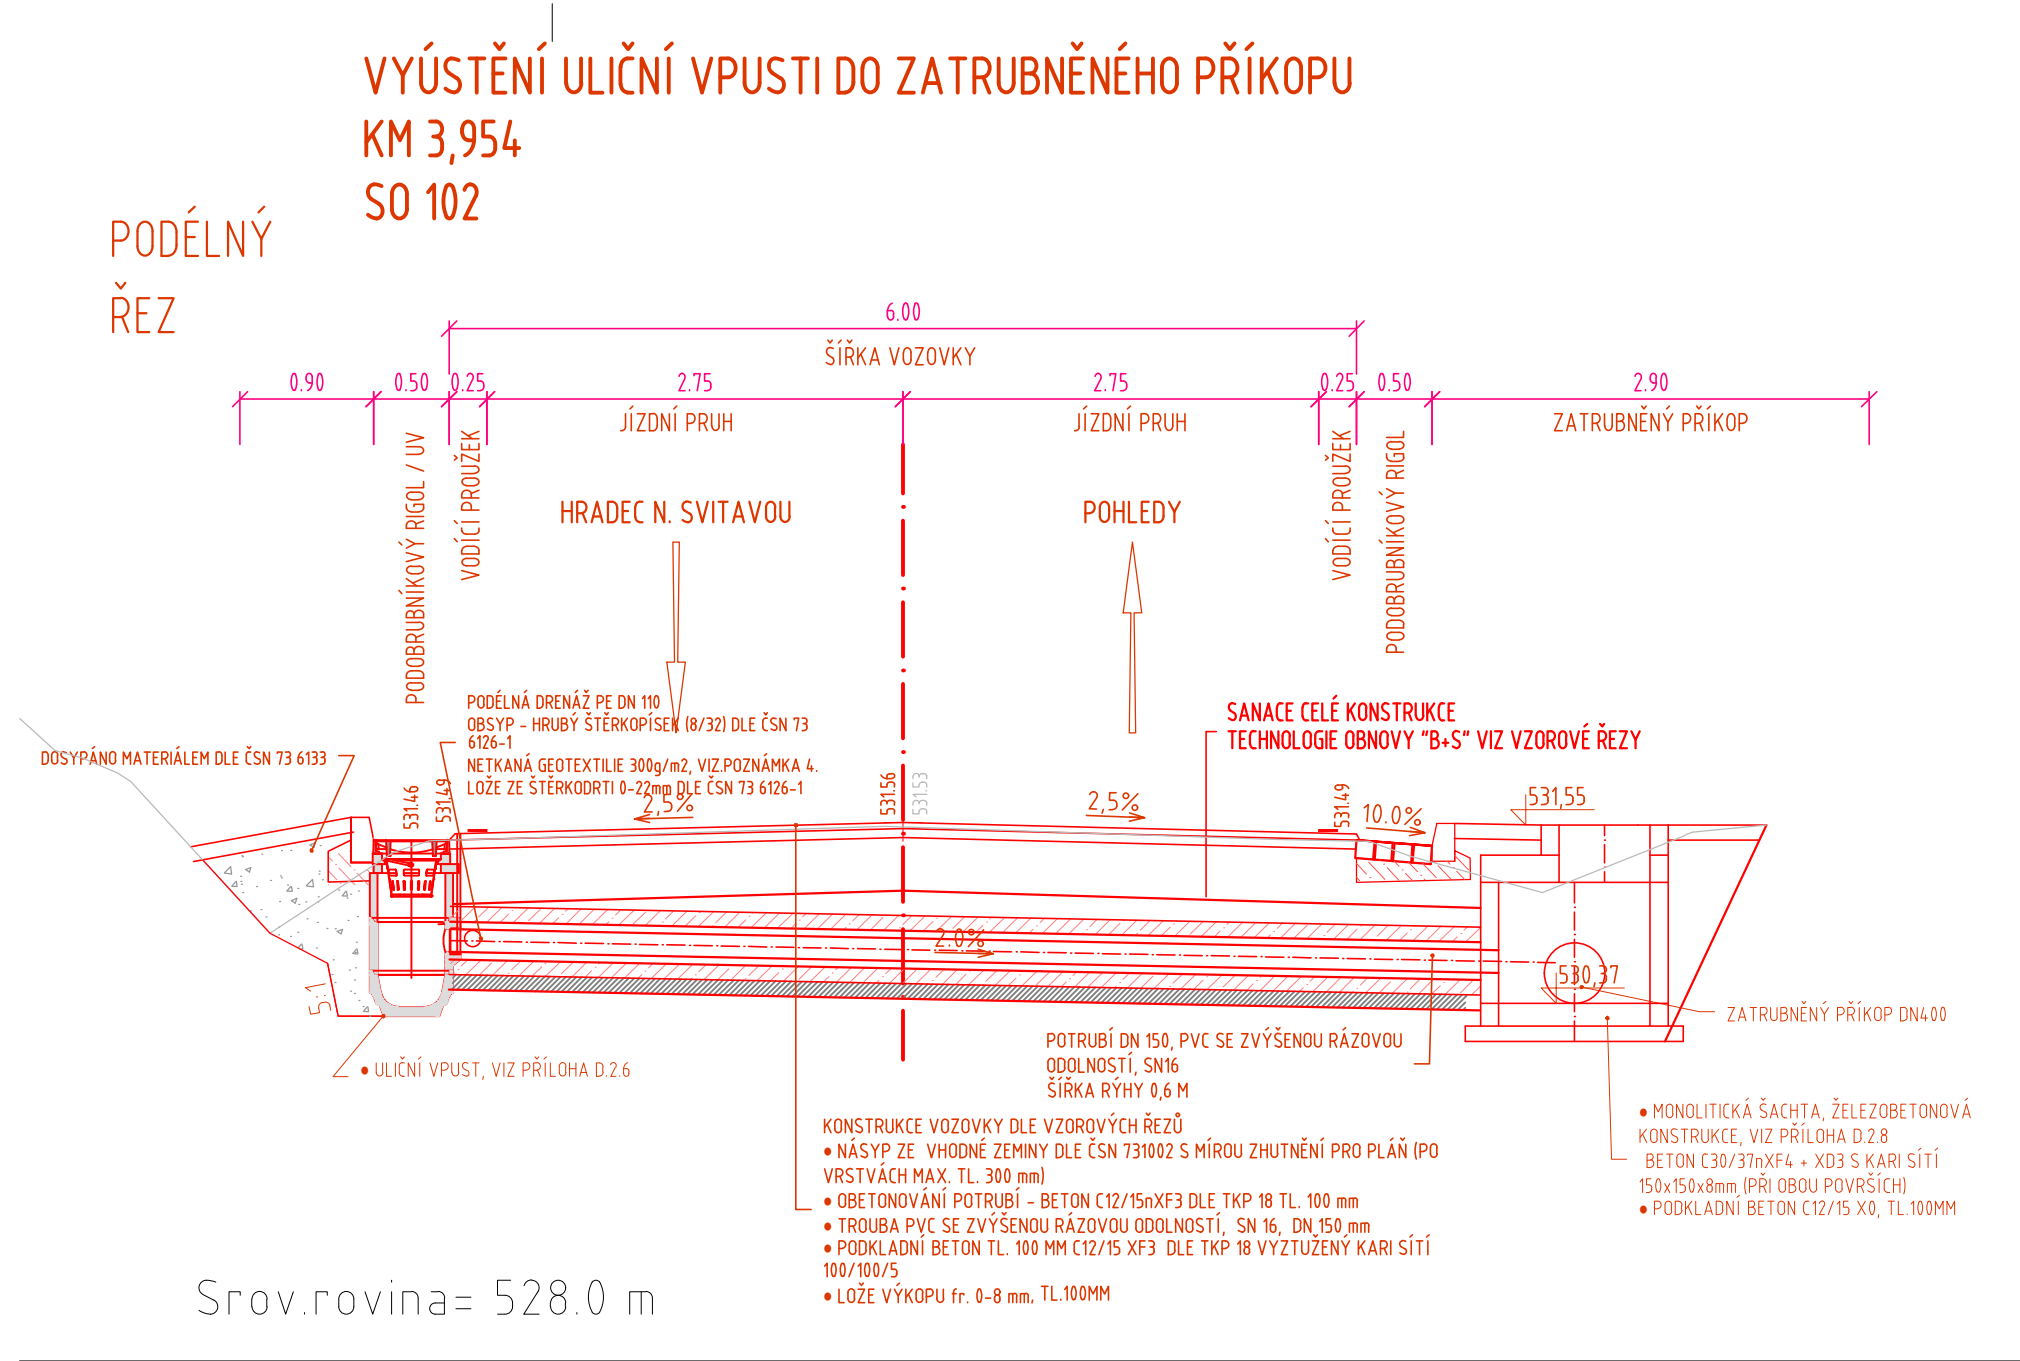 VYÚSTĚNÍ ULIČNÍ VPUSTI DO ZATRUBNĚNÉHO PŘÍKOPU
KM 3,954
SO 102
PODÉLNÝ
ŘEZ
6.00
ŠÍŘKA VOZOVKY
0.90
0.50
0.25
2.75
2.75
0.25
0.50
2.90
JÍZDNÍ PRUH
JÍZDNÍ PRUH
ZATRUBNĚNÝ PŘÍKOP
PODOBRUBNÍKOVÝ RIGOL / UV
VODÍCÍ PROUŽEK
VODÍCÍ PROUŽEK
PODOBRUBNÍKOVÝ RIGOL
HRADEC N. SVITAVOU
POHLEDY
PODÉLNÁ DRENÁŽ PE DN 110
OBSYP - HRUBÝ ŠTĚRKOPÍSEK (8/32) DLE ČSN 73
6126-1
NETKANÁ GEOTEXTILIE 300g/m2, VIZ.POZNÁMKA 4.
LOŽE ZE ŠTĚRKODRTI 0-22mm DLE ČSN 73 6126-1
SANACE CELÉ KONSTRUKCE
TECHNOLOGIE OBNOVY "B+S" VIZ VZOROVÉ ŘEZY
DOSYPÁNO MATERIÁLEM DLE ČSN 73 6133
531.46
531.49
2,5%
531.56
531.53
2,5%
531.49
10.0%
531,55
2.0%
530,37
5:1
ZATRUBNĚNÝ PŘÍKOP DN400
• ULIČNÍ VPUST, VIZ PŘÍLOHA D.2.6
POTRUBÍ DN 150, PVC SE ZVÝŠENOU RÁZOVOU
ODOLNOSTÍ, SN16
ŠÍŘKA RÝHY 0,6 M
KONSTRUKCE VOZOVKY DLE VZOROVÝCH ŘEZŮ
• NÁSYP ZE VHODNÉ ZEMINY DLE ČSN 731002 S MÍROU ZHUTNĚNÍ PRO PLÁŇ (PO
VRSTVÁCH MAX. TL. 300 mm)
• OBETONOVÁNÍ POTRUBÍ - BETON C12/15nXF3 DLE TKP 18 TL. 100 mm
• TROUBA PVC SE ZVÝŠENOU RÁZOVOU ODOLNOSTÍ, SN 16, DN 150 mm
• PODKLADNÍ BETON TL. 100 MM C12/15 XF3 DLE TKP 18 VYZTUŽENÝ KARI SÍTÍ
100/100/5
• LOŽE VÝKOPU fr. 0-8 mm, TL.100MM
• MONOLITICKÁ ŠACHTA, ŽELEZOBETONOVÁ
KONSTRUKCE, VIZ PŘÍLOHA D.2.8
BETON C30/37nXF4 + XD3 S KARI SÍTÍ
150x150x8mm (PŘI OBOU POVRŠÍCH)
• PODKLADNÍ BETON C12/15 X0, TL.100MM
Srov.rovina= 528.0 m